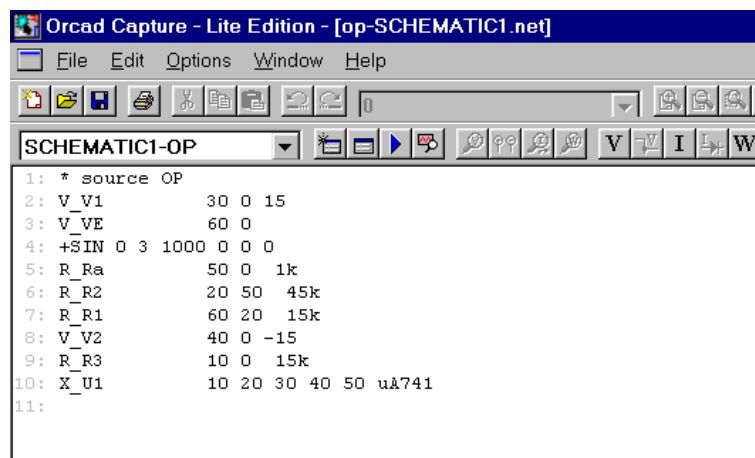 Orcad Capture - Lite Edition - [op-SCHEMATIC1.net]
File Edit Options Window Help
0
SCHEMATIC1-OP V V I I W
1: * source OP
2: V_V1 30 0 15
3: V_VE 60 0
4: +SIN 0 3 1000 0 0 0
5: R_Ra 50 0 1k
6: R_R2 20 50 45k
7: R_R1 60 20 15k
8: V_V2 40 0 -15
9: R_R3 10 0 15k
10: X_U1 10 20 30 40 50 uA741
11: